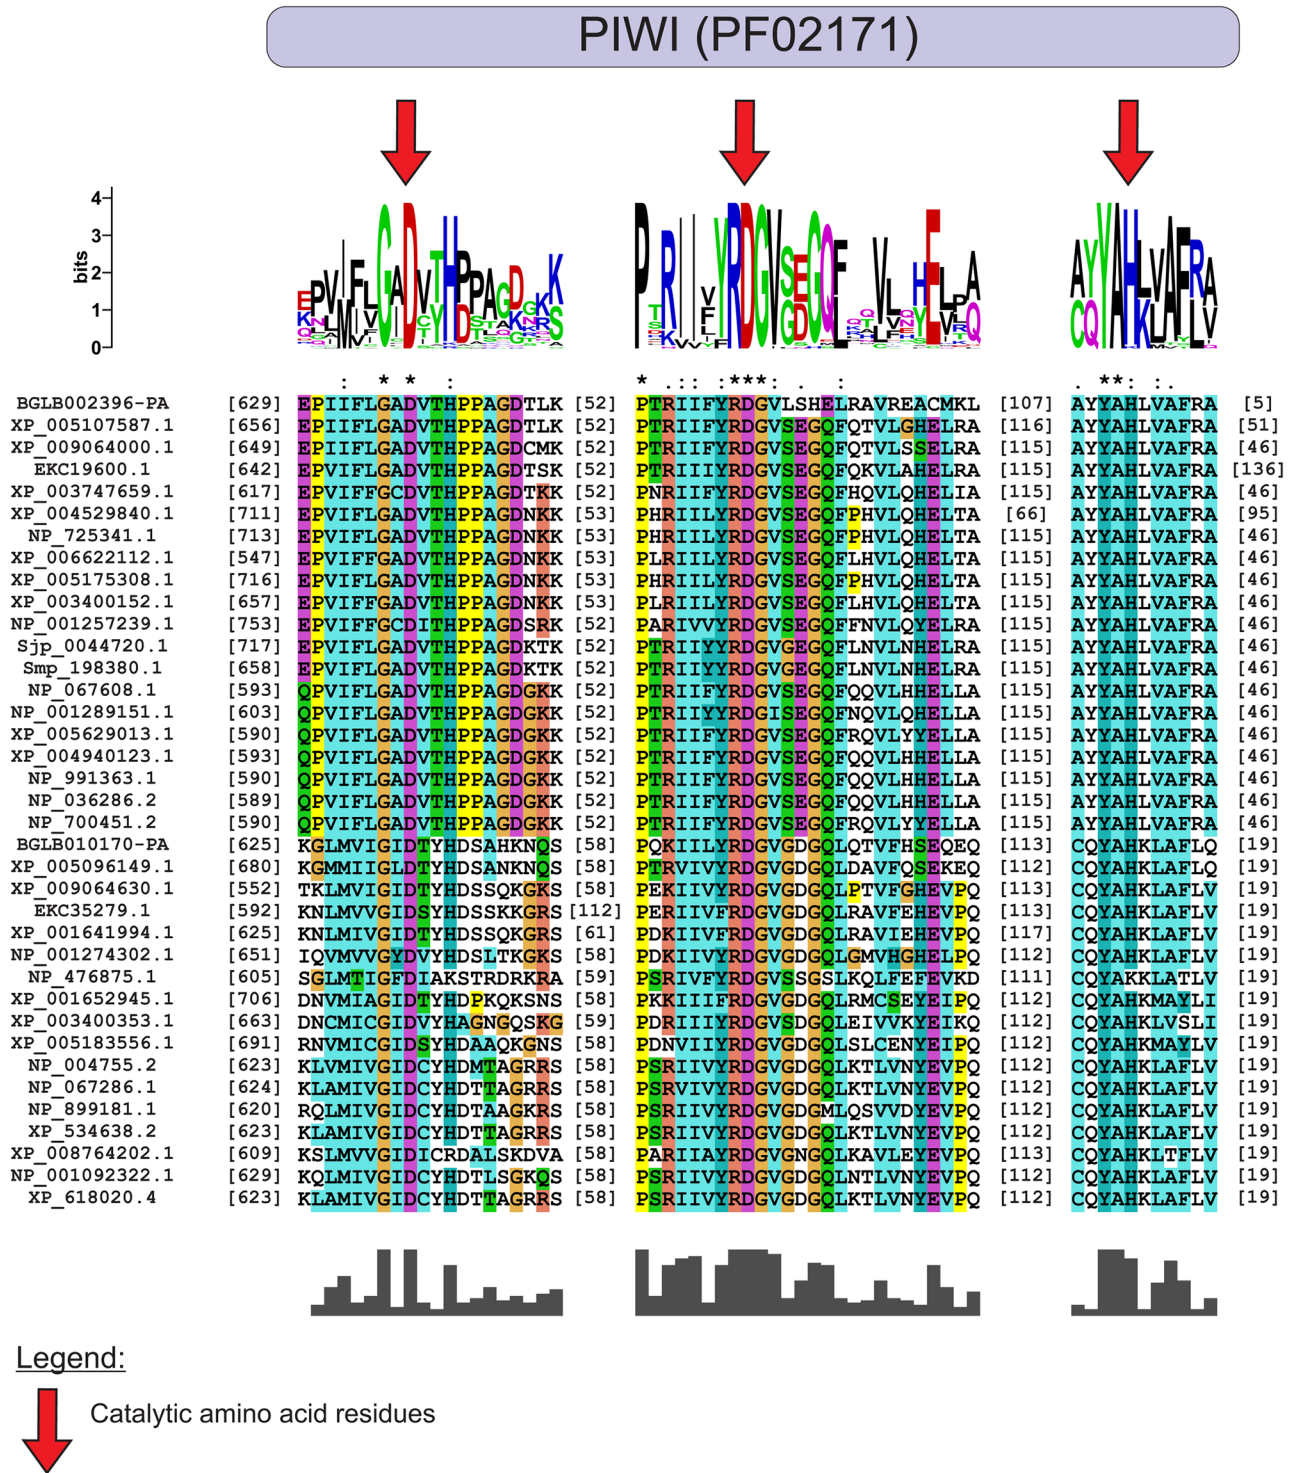 PIWI (PF02171)
bits
4
3
2
1
0
: * * : * . : : : * * * : . : . * * : : .
BGLB002396-PA [629] EPIIFLGADVTHPPAGDTLK [52] PTRIIFYRDGVLSHELRAVREACMKL [107] AYYAHLVAFRA [5]
XP_005107587.1 [656] EPIIFLGADVTHPPAGDTLK [52] PTRIIFYRDGVSEGQFQTVLGHELRA [116] AYYAHLVAFRA [51]
XP_009064000.1 [649] EPIIFLGADVTHPPAGDCMK [52] PTRIIFYRDGVSEGQFQTVLSSELRA [115] AYYAHLVAFRA [46]
EKC19600.1 [642] EPIIFLGADVTHPPAGDTSK [52] PTRIIIYRDGVSEGQFQKVLAHELRA [115] AYYAHLVAFRA [136]
XP_003747659.1 [617] EPVIFFGCDVTHPPAGDTKK [52] PNRIIIYRDGVSEGQFHQVLQHELIA [115] AYYAHLVAFRA [46]
XP_004529840.1 [711] EPVIFLGADVTHPPAGDNKK [53] PHRIILYRDGVSEGQFPHVLQHELTA [66] AYYAHLVAFRA [95]
NP_725341.1 [713] EPVIFLGADVTHPPAGDNKK [53] PHRIILYRDGVSEGQFPHVLQHELTA [115] AYYAHLVAFRA [46]
XP_006622112.1 [547] EPVIFFGADVTHPPAGDNKK [53] PLRIILYRDGVSEGQFLHVLQHELTA [115] AYYAHLVAFRA [46]
XP_005175308.1 [716] EPVIFLGADVTHPPAGDNKK [53] PHRIILYRDGVSEGQFPHVLQHELTA [115] AYYAHLVAFRA [46]
XP_003400152.1 [657] EPVIFFGADVTHPPAGDNKK [53] PLRIILYRDGVSEGQFLHVLQHELTA [115] AYYAHLVAFRA [46]
NP_001257239.1 [753] EPVIFFGCDITHPPAGDSRK [52] PARIVVYRDGVSEGQFFNVLQYELRA [115] AYYAHLVAFRA [46]
Sjp_0044720.1 [717] EPVIFLGADVTHPPAGDKTK [52] PTRIIYYRDGVGEGQFLNVLNHELRA [115] AYYAHLVAFRA [46]
Smp_198380.1 [658] EPVIFLGADVTHPPAGDKTK [52] PTRIIYYRDGVGEGQFLNVLNHELRA [115] AYYAHLVAFRA [46]
NP_067608.1 [593] QPVIFLGADVTHPPAGDGKK [52] PTRIIFYRDGVSEGQFQQVLHHELLA [115] AYYAHLVAFRA [46]
NP_001289151.1 [603] QPVIFLGADVTHPPAGDGKK [52] PTRIIYYRDGISEGQFNQVLQHELLA [115] AYYAHLVAFRA [46]
XP_005629013.1 [590] QPVIFLGADVTHPPAGDGKK [52] PTRIIFYRDGVSEGQFRQVLYYELLA [115] AYYAHLVAFRA [46]
XP_004940123.1 [593] QPVIFLGADVTHPPAGDGKK [52] PTRIIFYRDGVSEGQFQQVLHHELLA [115] AYYAHLVAFRA [46]
NP_991363.1 [590] QPVIFLGADVTHPPAGDGKK [52] PTRIIFYRDGVSEGQFQQVLHHELLA [115] AYYAHLVAFRA [46]
NP_036286.2 [589] QPVIFLGADVTHPPAGDGKK [52] PTRIIFYRDGVSEGQFQQVLHHELLA [115] AYYAHLVAFRA [46]
NP_700451.2 [590] QPVIFLGADVTHPPAGDGKK [52] PTRIIFYRDGVSEGQFRQVLYYELLA [115] AYYAHLVAFRA [46]
BGLB010170-PA [625] KGLMVIGIDTYHDSAHKNQS [58] PQKIIIYRDGVGDGQLQTVFHSEQEQ [113] CQYAHKLAFLQ [19]
XP_005096149.1 [680] KGMMIIGLDTYHDSANKNQS [58] PTRVIIYRDGVGDGQLDAVFQSEKEQ [112] CQYAHKLAFLQ [19]
XP_009064630.1 [552] TKLMVIGIDTYHDSSQKGKS [58] PEKIIVYRDGVGDGQLPTVFGHEVPQ [113] CQYAHKLAFLV [19]
EKC35279.1 [592] KNLMVVGIDSYHDSSKKGRS [112] PERIIVFRDGVGDGQLRAVFEHEVPQ [113] CQYAHKLAFLV [19]
XP_001641994.1 [625] KNLMIVGIDTYHDSSQKGRS [61] PDKIIVFRDGVGDGQLRAVIEHEVPQ [117] CQYAHKLAFLV [19]
NP_001274302.1 [651] IQVMVVGYDVYHDSLTKGKS [58] PDKIIVYRDGVGDGQLGMVHGHELPQ [112] CQYAHKLAFLV [19]
NP_476875.1 [605] SGLMTIGFDIAKSTRDRKRA [59] PSRIVFYRDGVSSGSLKQLFEFEVKD [111] CQYAKKLATLV [19]
XP_001652945.1 [706] DNVMIAGIDTYHDPKQKSNS [58] PKKIIIFRDGVGDGQLRMCSEYEIPQ [112] CQYAHKMAYLI [19]
XP_003400353.1 [663] DNCMICGIDVYHAGNGQSKG [59] PDRIIIYRDGVSDGQLEIVVKYEIKQ [112] CQYAHKLVSLI [19]
XP_005183556.1 [691] RNVMICGIDSYHDAAQKGNS [58] PDNVIIYRDGVGDGQLSLCENYEIPQ [112] CQYAHKMAYLV [19]
NP_004755.2 [623] KLVMIVGIDCYHDMTAGRRS [58] PSRIIVYRDGVGDGQLKTLVNYEVPQ [112] CQYAHKLAFLV [19]
NP_067286.1 [624] KLAMIVGIDCYHDTTAGRRS [58] PSRVIVYRDGVGDGQLKTLVNYEVPQ [112] CQYAHKLAFLV [19]
NP_899181.1 [620] RQLMIVGIDCYHDTAAGKRS [58] PSRIIVYRDGVGDGMLQSVVDYEVPQ [112] CQYAHKLAFLV [19]
XP_534638.2 [623] KLAMIVGIDCYHDTTAGRRS [58] PSRIIVYRDGVGDGQLKTLVNYEVPQ [112] CQYAHKLAFLV [19]
XP_008764202.1 [609] KSLMVVGIDICRDALSKDVA [58] PARIIAYRDGVGNGQLKAVLEYEVPQ [113] CQYAHKLTFLV [19]
NP_001092322.1 [629] KQLMIVGIDCYHDTLSGKQS [58] PSRIIVYRDGVGDGQLNTLVNYEVPQ [112] CQYAHKLAFLV [19]
XP_618020.4 [623] KLAMIVGIDCYHDTTAGRRS [58] PSRIIVYRDGVGDGQLKTLVNYEVPQ [112] CQYAHKLAFLV [19]
Legend:
Catalytic amino acid residues